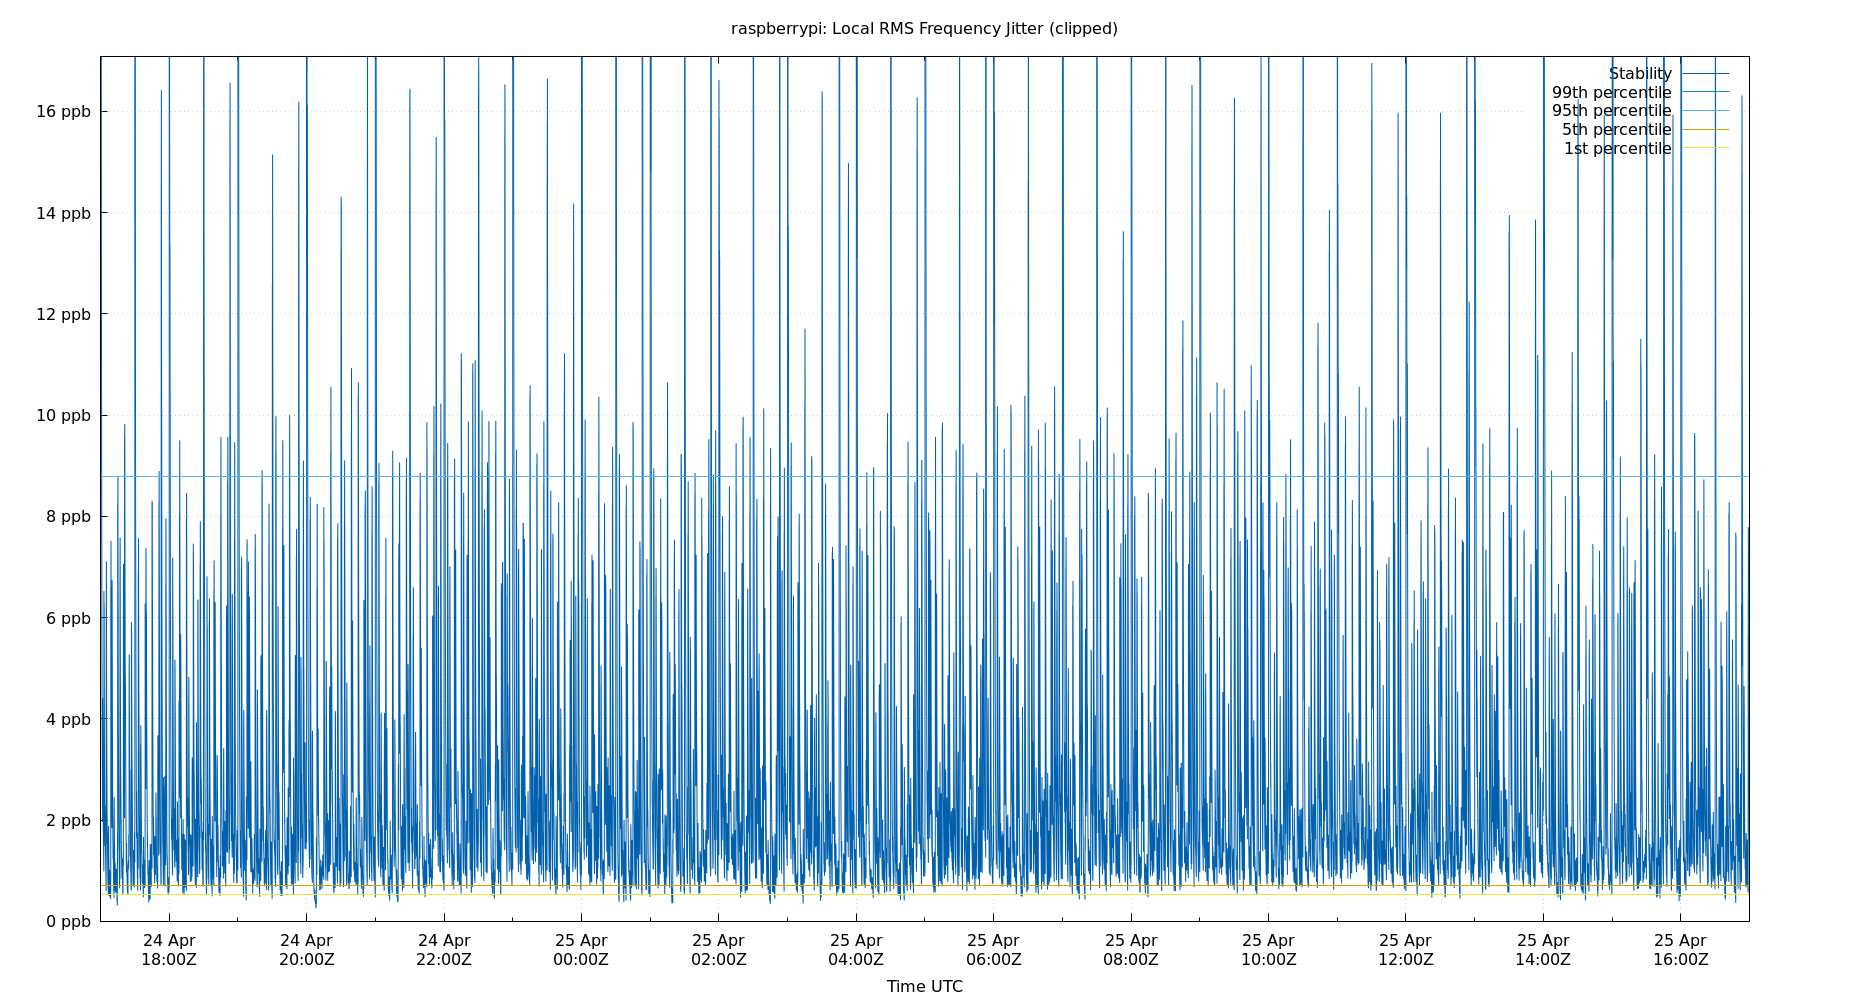 raspberrypi: Local RMS Frequency Jitter (clipped)
Stability
99th percentile
95th percentile
5th percentile
1st percentile
16 ppb
14 ppb
12 ppb
10 ppb
8 ppb
6 ppb
4 ppb
2 ppb
0 ppb
24 Apr 24 Apr 24 Apr 25 Apr 25 Apr 25 Apr 25 Apr 25 Apr 25 Apr 25 Apr 25 Apr 25 Apr
18:00Z 20:00Z 22:00Z 00:00Z 02:00Z 04:00Z 06:00Z 08:00Z 10:00Z 12:00Z 14:00Z 16:00Z
Time UTC